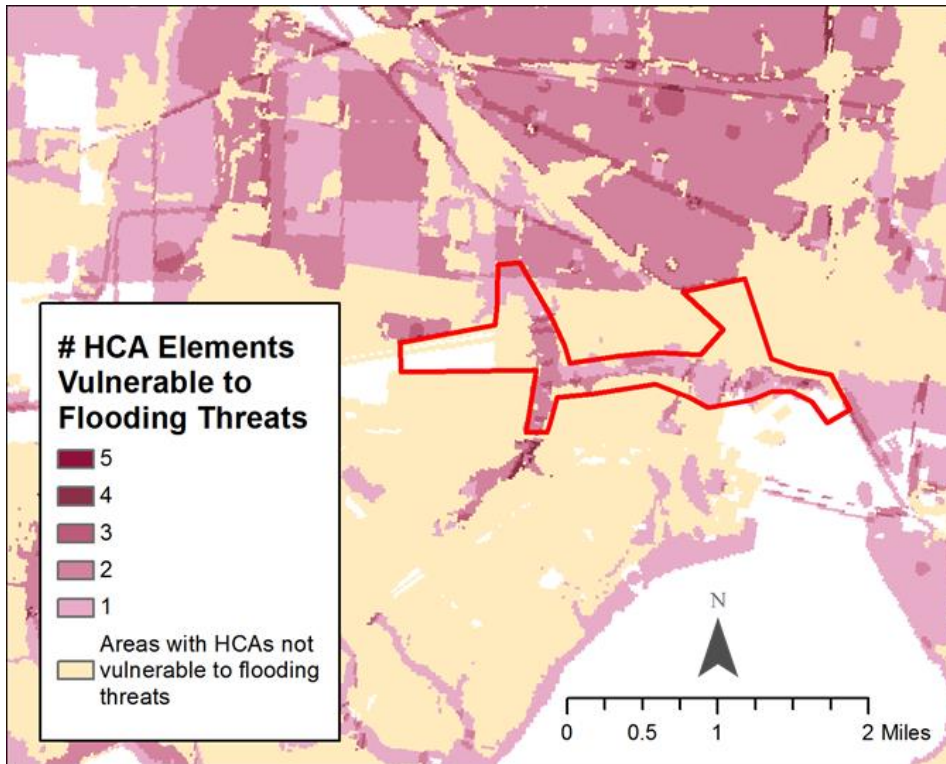 # HCA Elements
Vulnerable to
Flooding Threats
5
4
3
2
1
Areas with HCAs not
vulnerable to flooding
threats
N
0 0.5 1 2 Miles